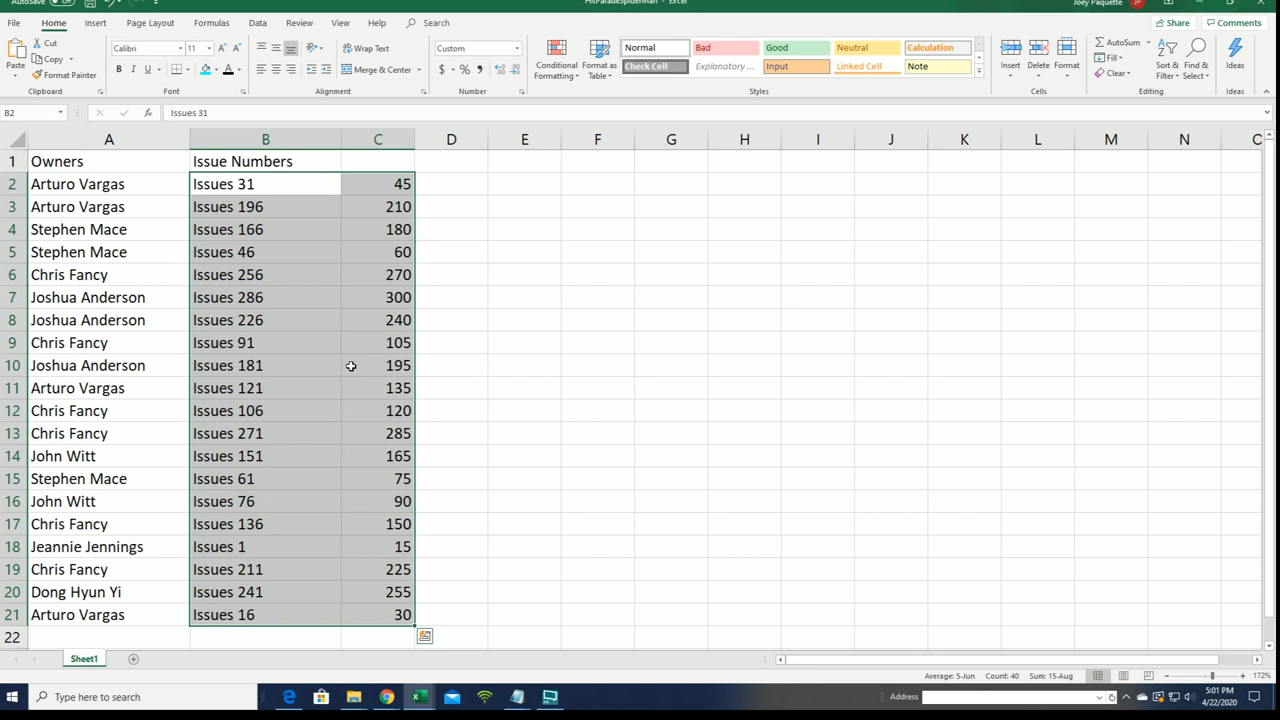 AutoSave Off HitParadeSpiderMan - Excel Joey Paquette JP
File Home Insert Page Layout Formulas Data Review View Help Search Share Comments
Paste Cut Copy Format Painter Clipboard
Calibri 11 A A B I U A Font
Wrap Text Merge & Center Alignment
Custom $ % , Number
Conditional Formatting Format as Table
Normal Bad Good Neutral Calculation
Check Cell Explanatory ... Input Linked Cell Note
Styles
Insert Delete Format Cells
AutoSum Fill Clear Sort & Filter Find & Select Editing
Ideas Ideas
B2 fx Issues 31
A B C D E F G H I J K L M N O
1 Owners Issue Numbers
2 Arturo Vargas Issues 31 45
3 Arturo Vargas Issues 196 210
4 Stephen Mace Issues 166 180
5 Stephen Mace Issues 46 60
6 Chris Fancy Issues 256 270
7 Joshua Anderson Issues 286 300
8 Joshua Anderson Issues 226 240
9 Chris Fancy Issues 91 105
10 Joshua Anderson Issues 181 195
11 Arturo Vargas Issues 121 135
12 Chris Fancy Issues 106 120
13 Chris Fancy Issues 271 285
14 John Witt Issues 151 165
15 Stephen Mace Issues 61 75
16 John Witt Issues 76 90
17 Chris Fancy Issues 136 150
18 Jeannie Jennings Issues 1 15
19 Chris Fancy Issues 211 225
20 Dong Hyun Yi Issues 241 255
21 Arturo Vargas Issues 16 30
22
Sheet1
Average: 5-Jun Count: 40 Sum: 15-Aug 172%
Type here to search Address 5:01 PM
4/22/2020